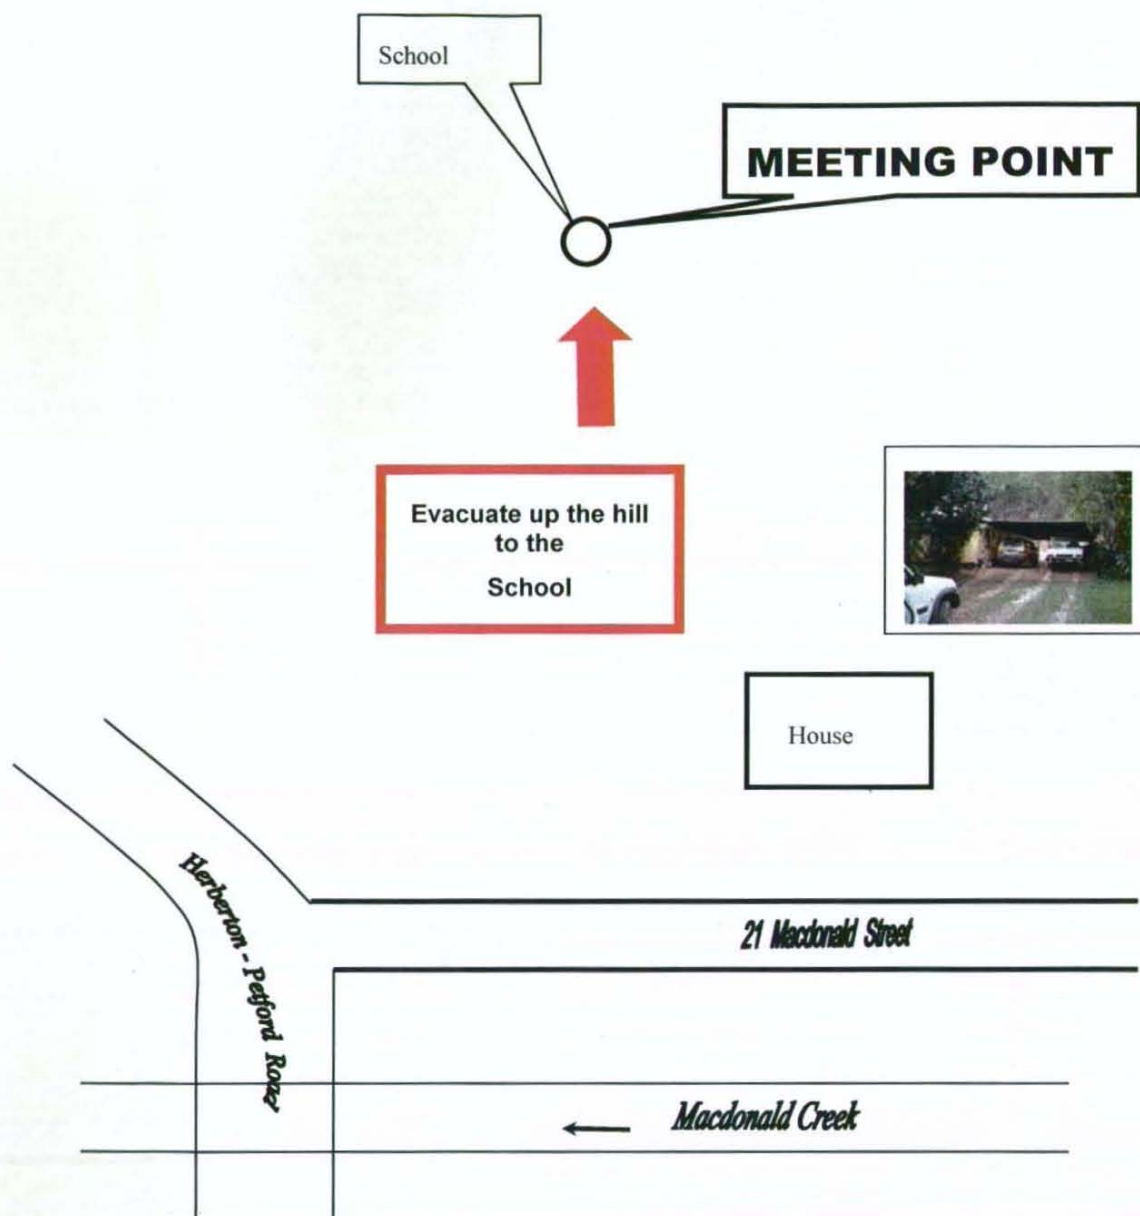 School
MEETING POINT
Evacuate up the hill
to the
School
House
Herberton - Petford Road
21 Macdonald Street
Macdonald Creek